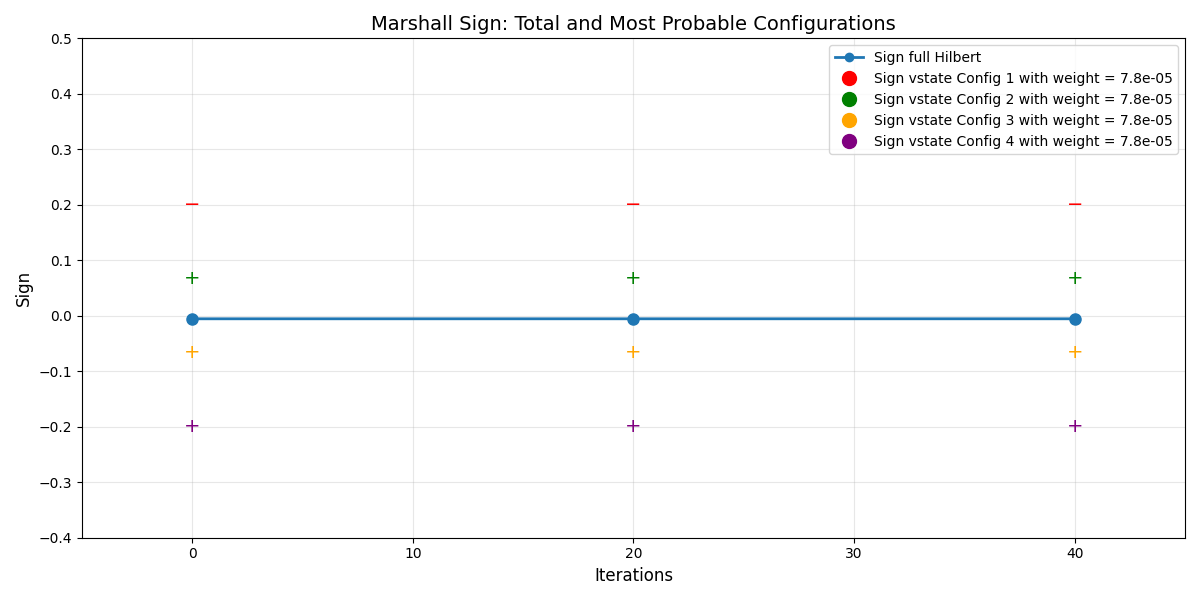 Marshall Sign: Total and Most Probable Configurations
Sign full Hilbert
Sign vstate Config 1 with weight = 7.8e-05
Sign vstate Config 2 with weight = 7.8e-05
Sign vstate Config 3 with weight = 7.8e-05
Sign vstate Config 4 with weight = 7.8e-05
Sign
0.5
0.4
0.3
0.2
0.1
0.0
−0.1
−0.2
−0.3
−0.4
0 10 20 30 40
Iterations